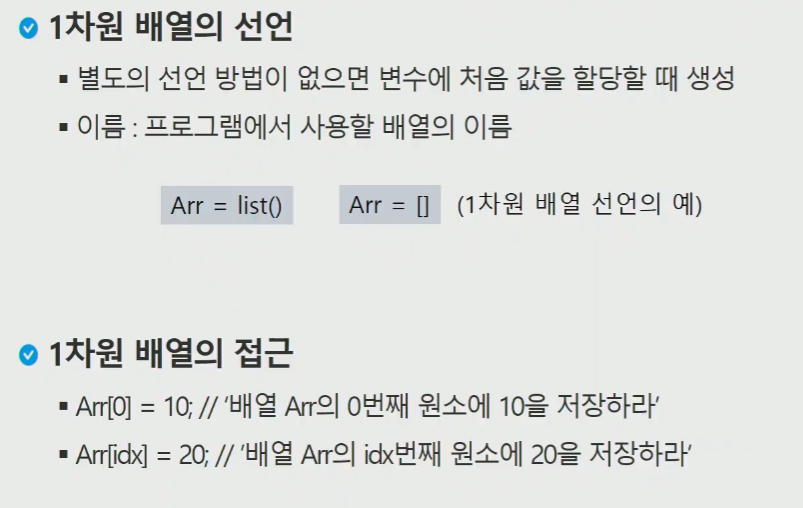 1차원 배열의 선언
▪ 별도의 선언 방법이 없으면 변수에 처음 값을 할당할 때 생성
▪ 이름 : 프로그램에서 사용할 배열의 이름
Arr = list() Arr = [] (1차원 배열 선언의 예)
1차원 배열의 접근
▪ Arr[0] = 10; // '배열 Arr의 0번째 원소에 10을 저장하라'
▪ Arr[idx] = 20; // '배열 Arr의 idx번째 원소에 20을 저장하라'